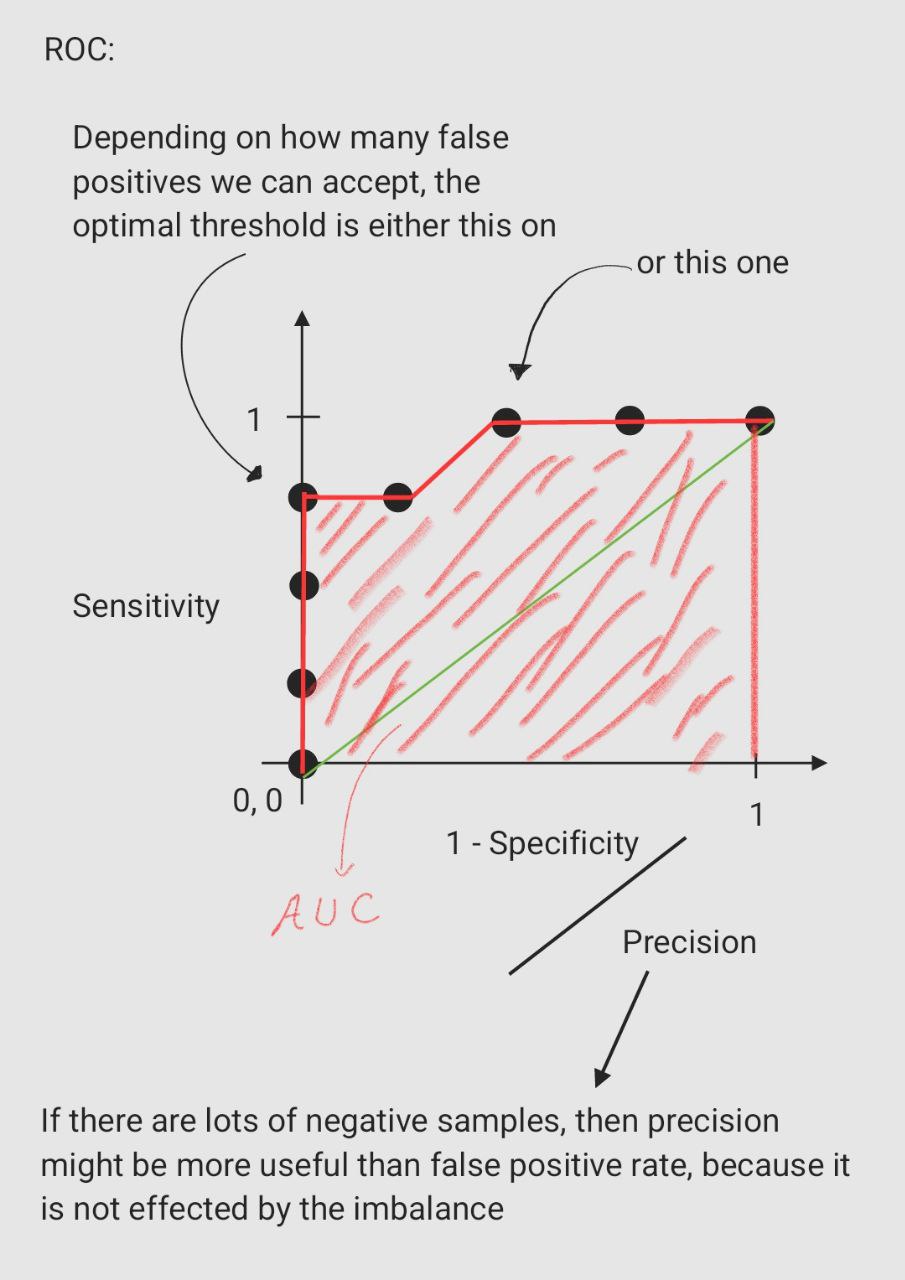 ROC:
Depending on how many false
positives we can accept, the
optimal threshold is either this on
or this one
1
Sensitivity
0, 0
1
1 - Specificity
AUC
Precision
If there are lots of negative samples, then precision
might be more useful than false positive rate, because it
is not effected by the imbalance